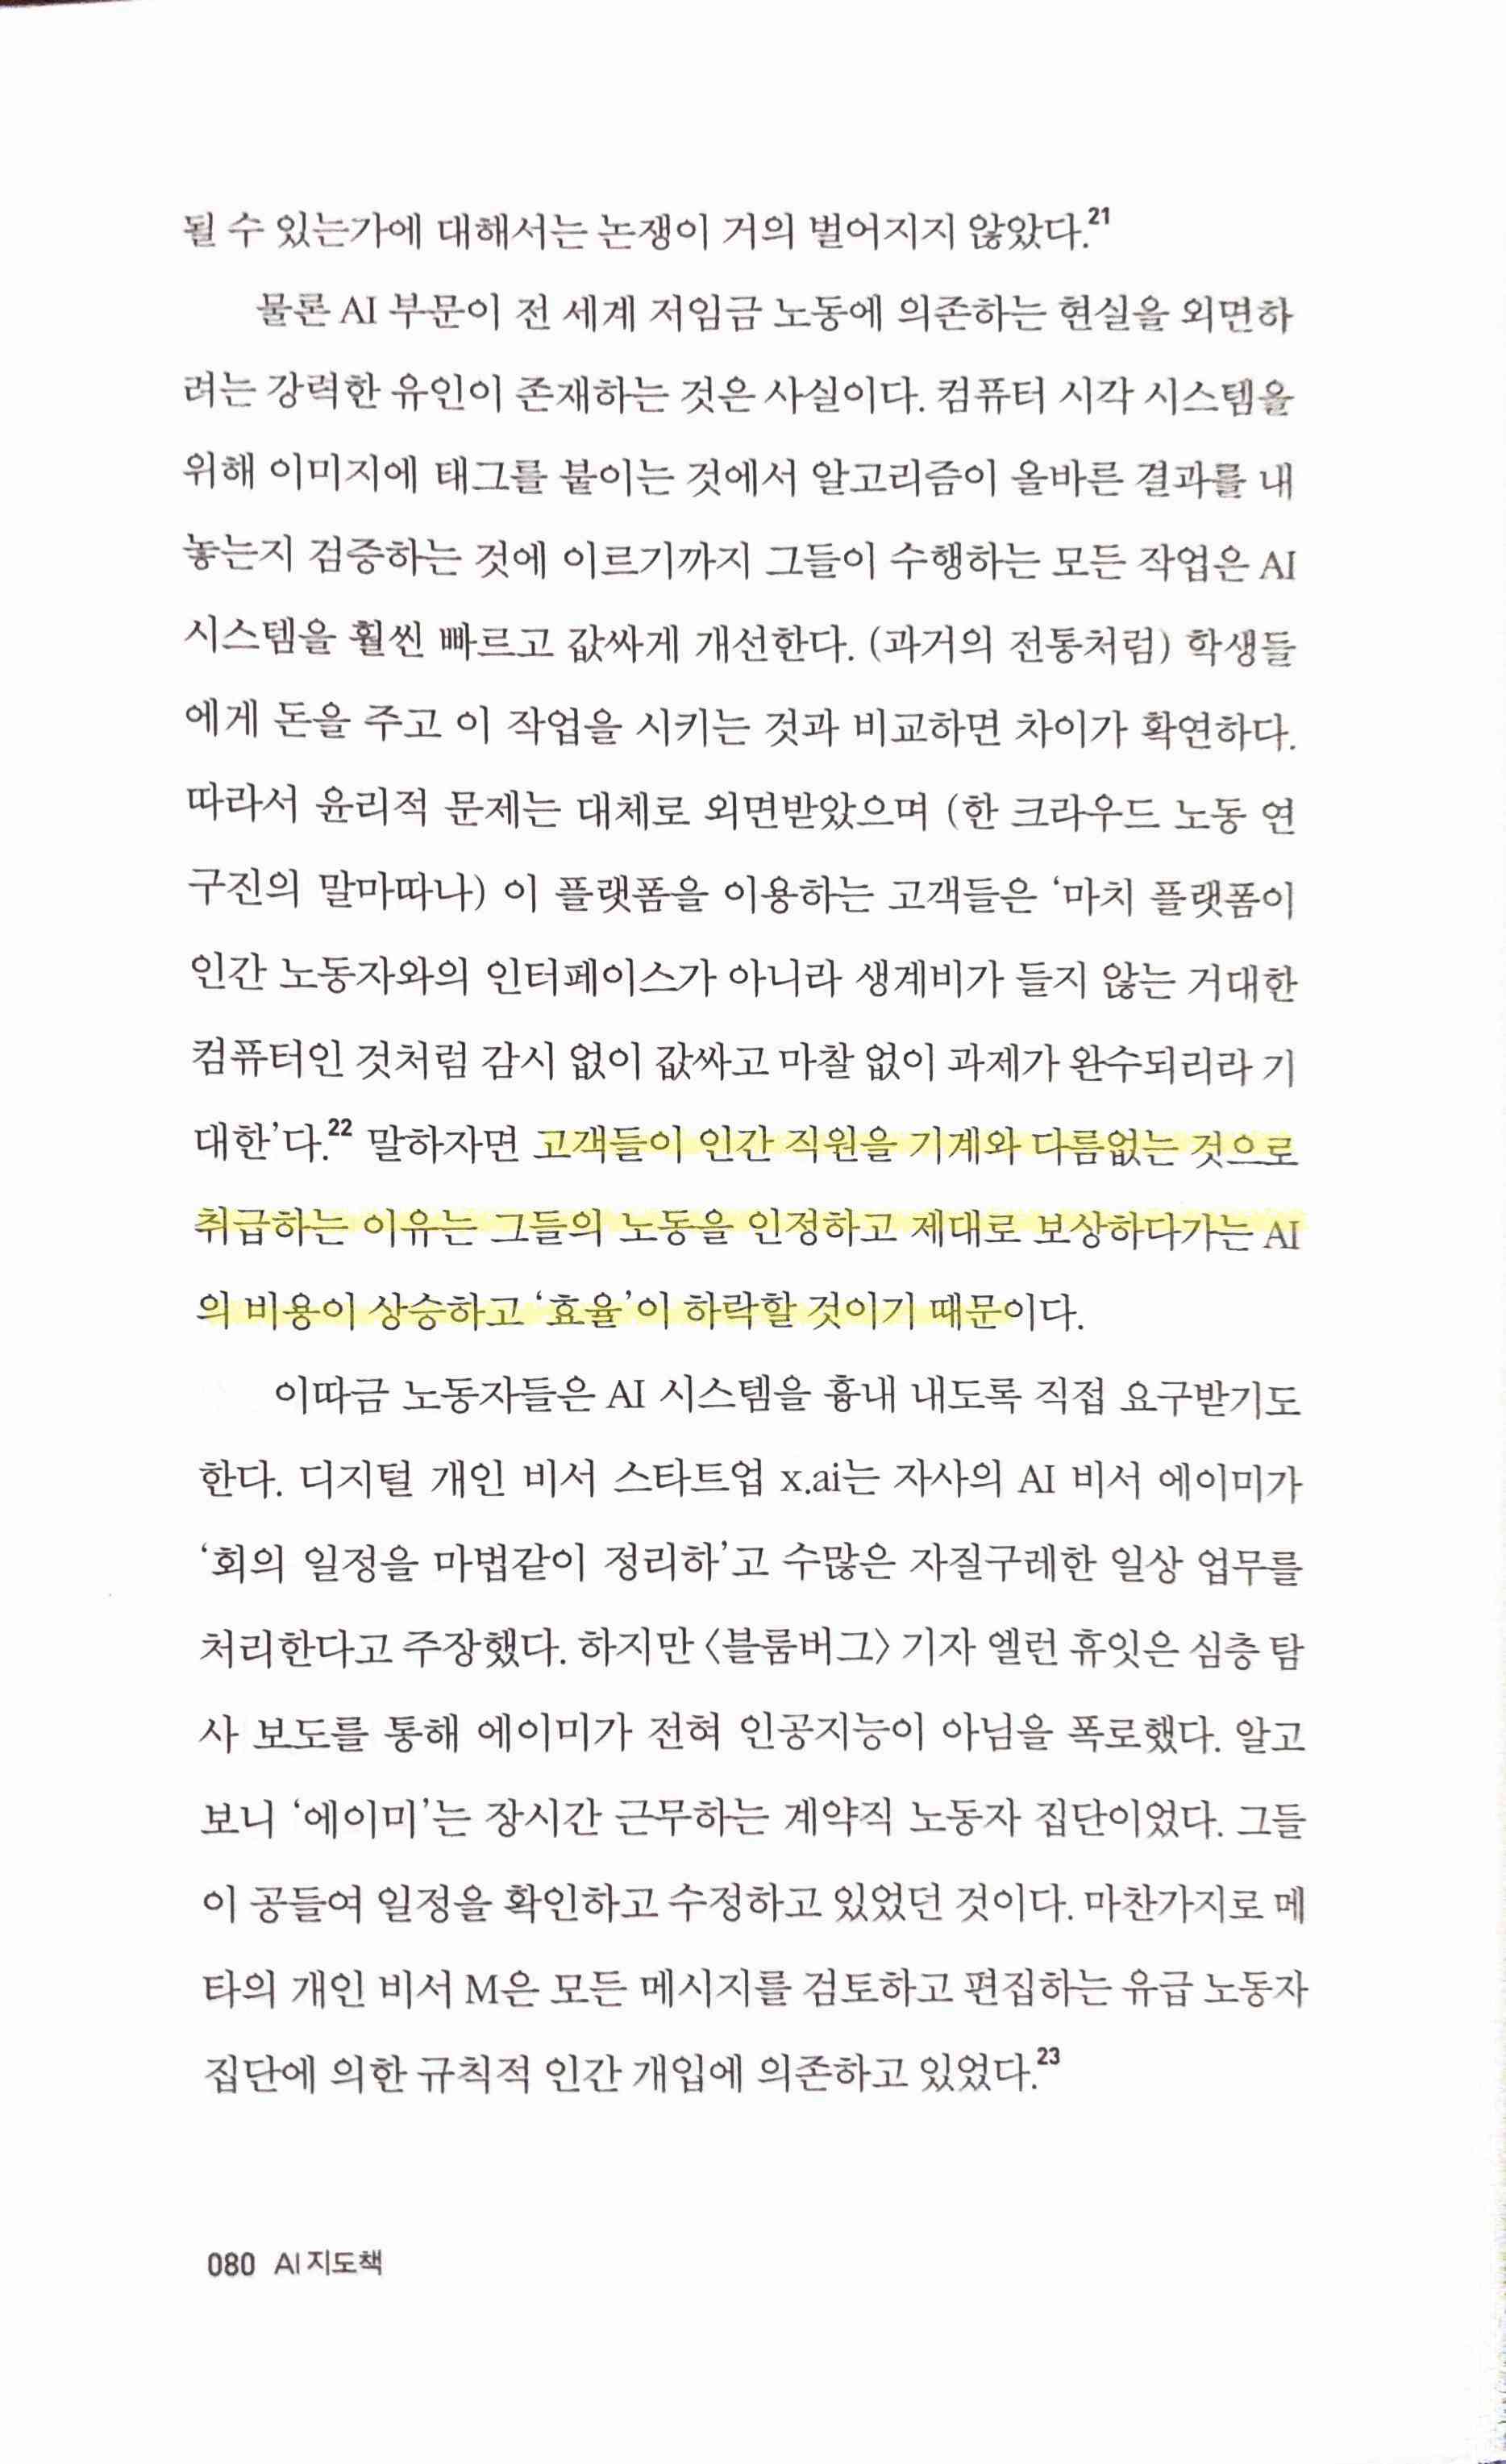 될 수 있는가에 대해서는 논쟁이 거의 벌어지지 않았다.21
물론 AI 부문이 전 세계 저임금 노동에 의존하는 현실을 외면하
려는 강력한 유인이 존재하는 것은 사실이다. 컴퓨터 시각 시스템을
위해 이미지에 태그를 붙이는 것에서 알고리즘이 올바른 결과를 내
놓는지 검증하는 것에 이르기까지 그들이 수행하는 모든 작업은 AI
시스템을 훨씬 빠르고 값싸게 개선한다. (과거의 전통처럼) 학생들
에게 돈을 주고 이 작업을 시키는 것과 비교하면 차이가 확연하다.
따라서 윤리적 문제는 대체로 외면받았으며 (한 크라우드 노동 연
구진의 말마따나) 이 플랫폼을 이용하는 고객들은 ‘마치 플랫폼이
인간 노동자와의 인터페이스가 아니라 생계비가 들지 않는 거대한
컴퓨터인 것처럼 감시 없이 값싸고 마찰 없이 과제가 완수되리라 기
대한’다.22 말하자면 고객들이 인간 직원을 기계와 다름없는 것으로
취급하는 이유는 그들의 노동을 인정하고 제대로 보상하다가는 AI
의 비용이 상승하고 ‘효율’이 하락할 것이기 때문이다.
이따금 노동자들은 AI 시스템을 흉내 내도록 직접 요구받기도
한다. 디지털 개인 비서 스타트업 x.ai는 자사의 AI 비서 에이미가
‘회의 일정을 마법같이 정리하’고 수많은 자질구레한 일상 업무를
처리한다고 주장했다. 하지만 〈블룸버그〉 기자 엘런 휴잇은 심층 탐
사 보도를 통해 에이미가 전혀 인공지능이 아님을 폭로했다. 알고
보니 ‘에이미’는 장시간 근무하는 계약직 노동자 집단이었다. 그들
이 공들여 일정을 확인하고 수정하고 있었던 것이다. 마찬가지로 메
타의 개인 비서 M은 모든 메시지를 검토하고 편집하는 유급 노동자
집단에 의한 규칙적 인간 개입에 의존하고 있었다.23
080 AI 지도책